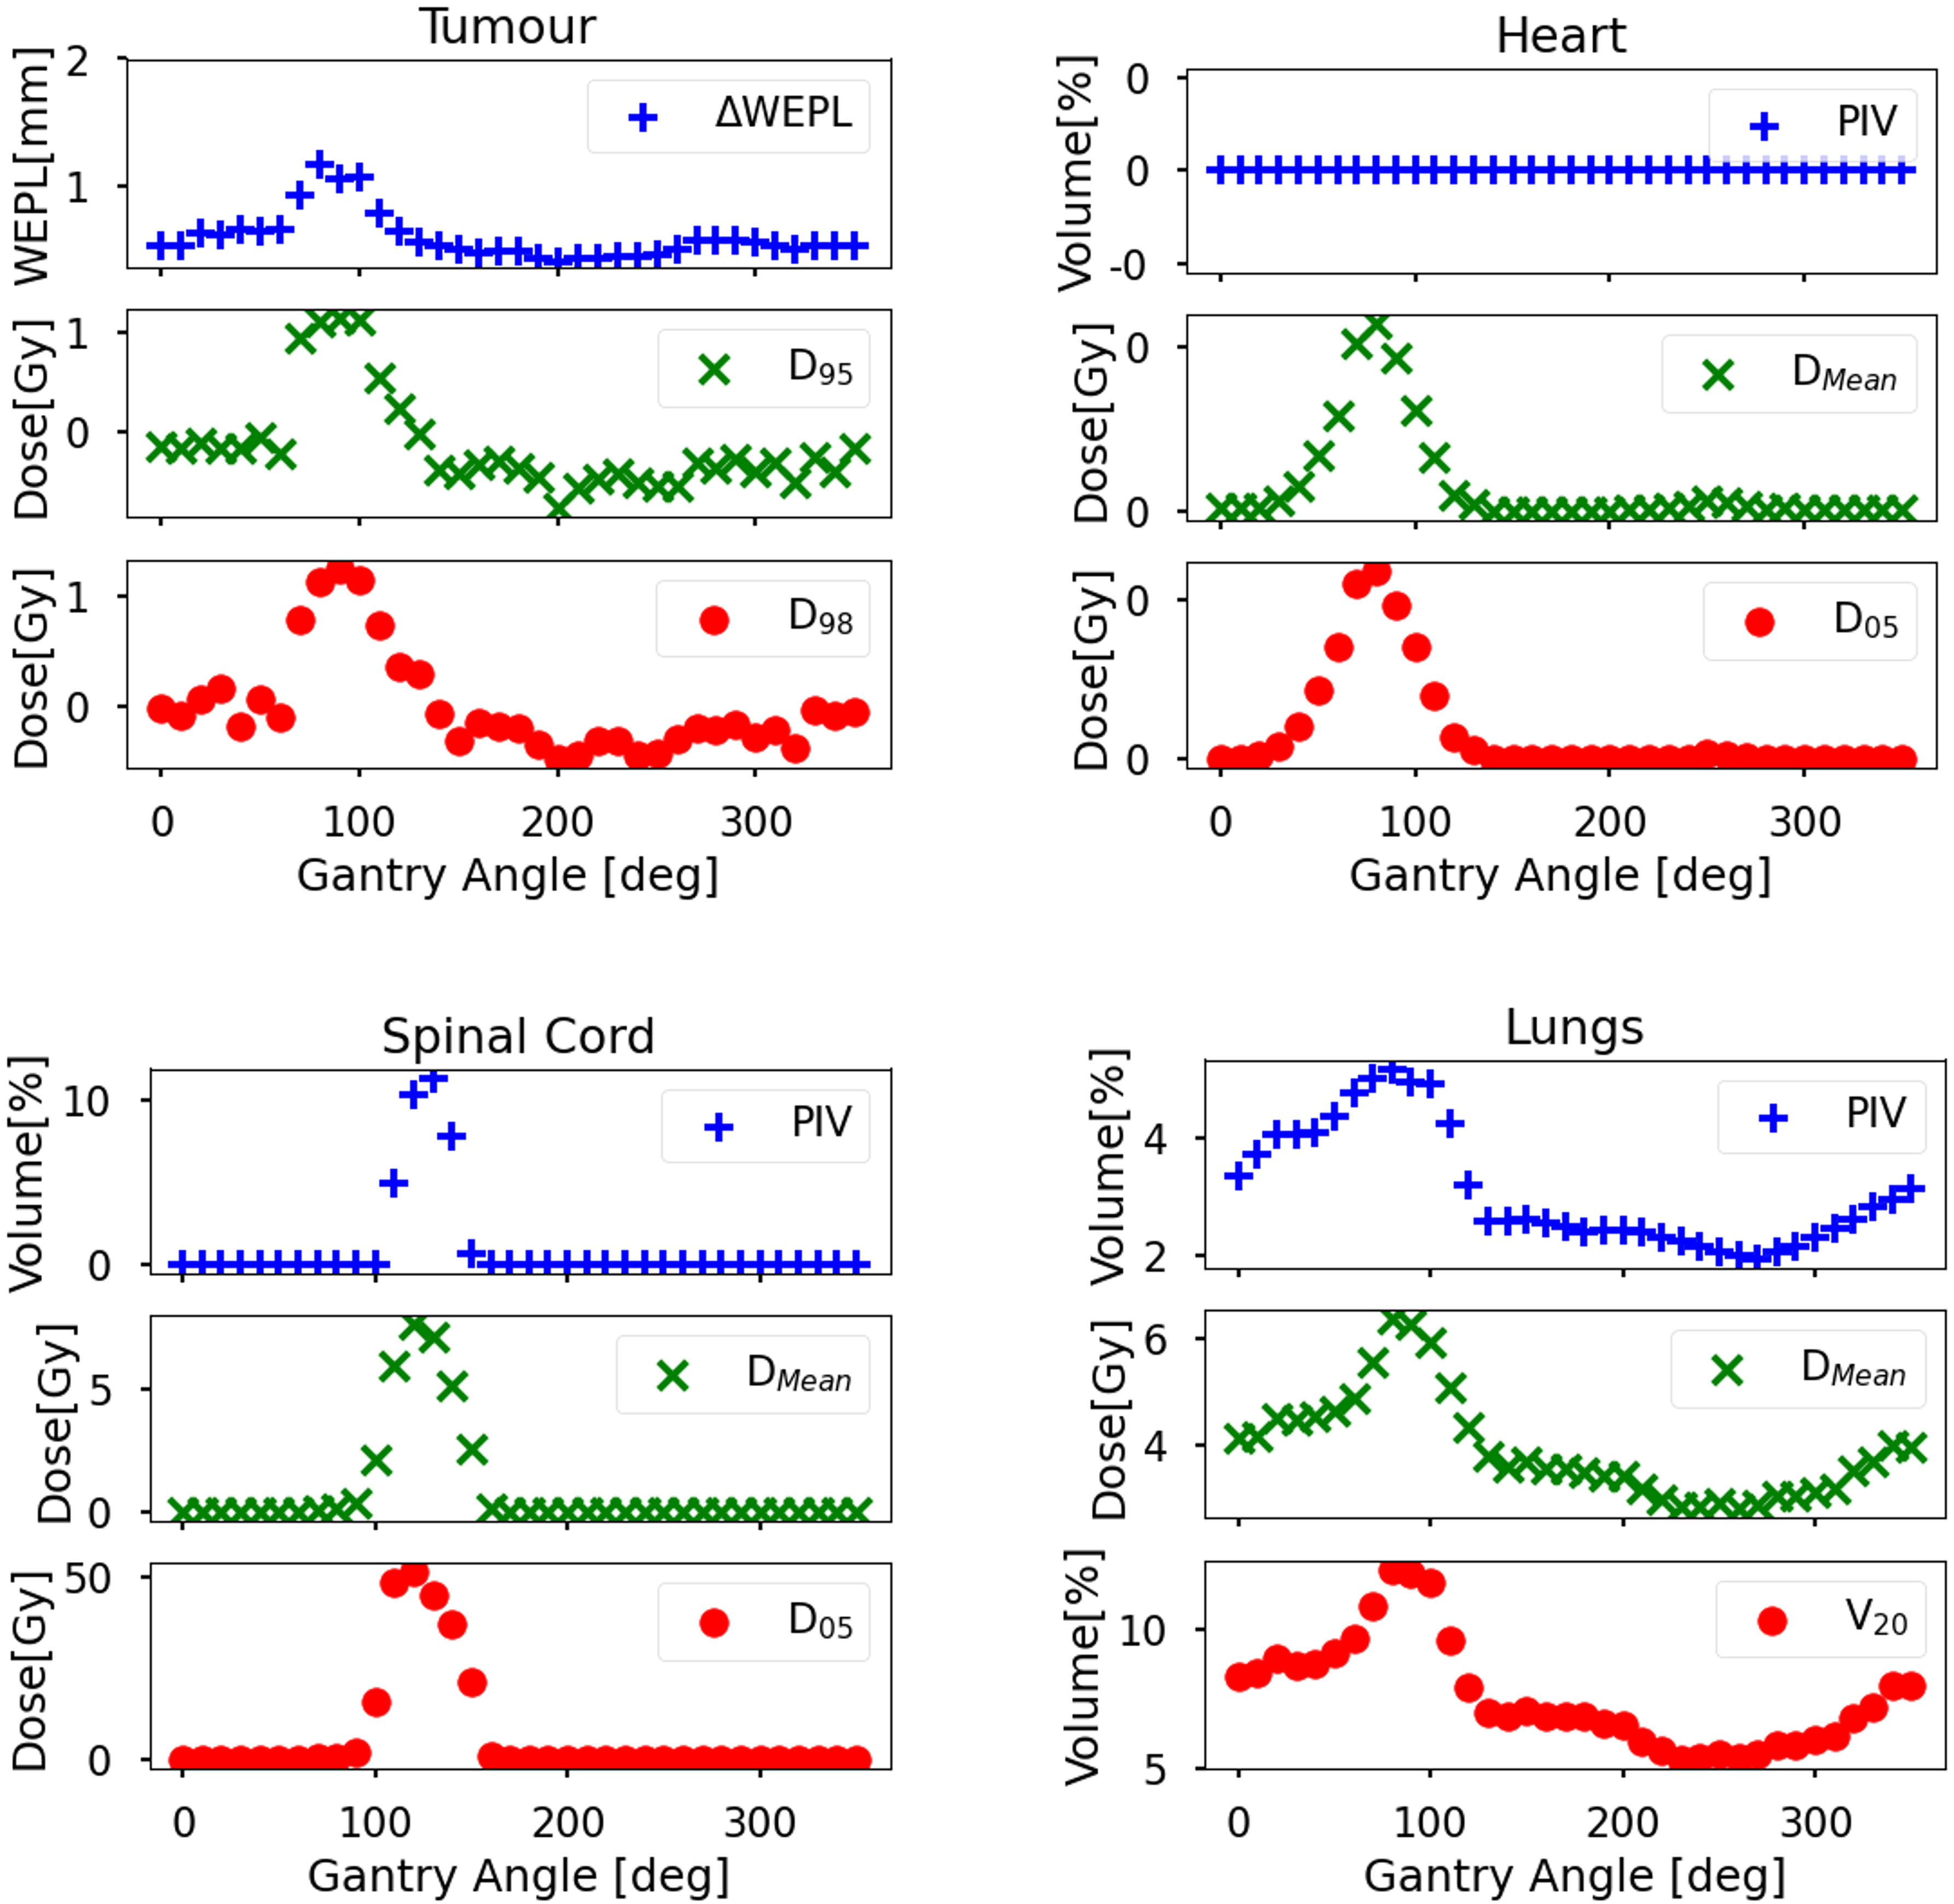 Tumour
WEPL[mm]
2
1
ΔWEPL
Dose[Gy]
1
0
D95
Dose[Gy]
1
0
D98
0 100 200 300
Gantry Angle [deg]
Heart
Volume[%]
0
0
-0
PIV
Dose[Gy]
0
0
DMean
Dose[Gy]
0
0
D05
0 100 200 300
Gantry Angle [deg]
Spinal Cord
Volume[%]
10
0
PIV
Dose[Gy]
5
0
DMean
Dose[Gy]
50
0
D05
0 100 200 300
Gantry Angle [deg]
Lungs
Volume[%]
4
2
PIV
Dose[Gy]
6
4
DMean
Volume[%]
10
5
V20
0 100 200 300
Gantry Angle [deg]